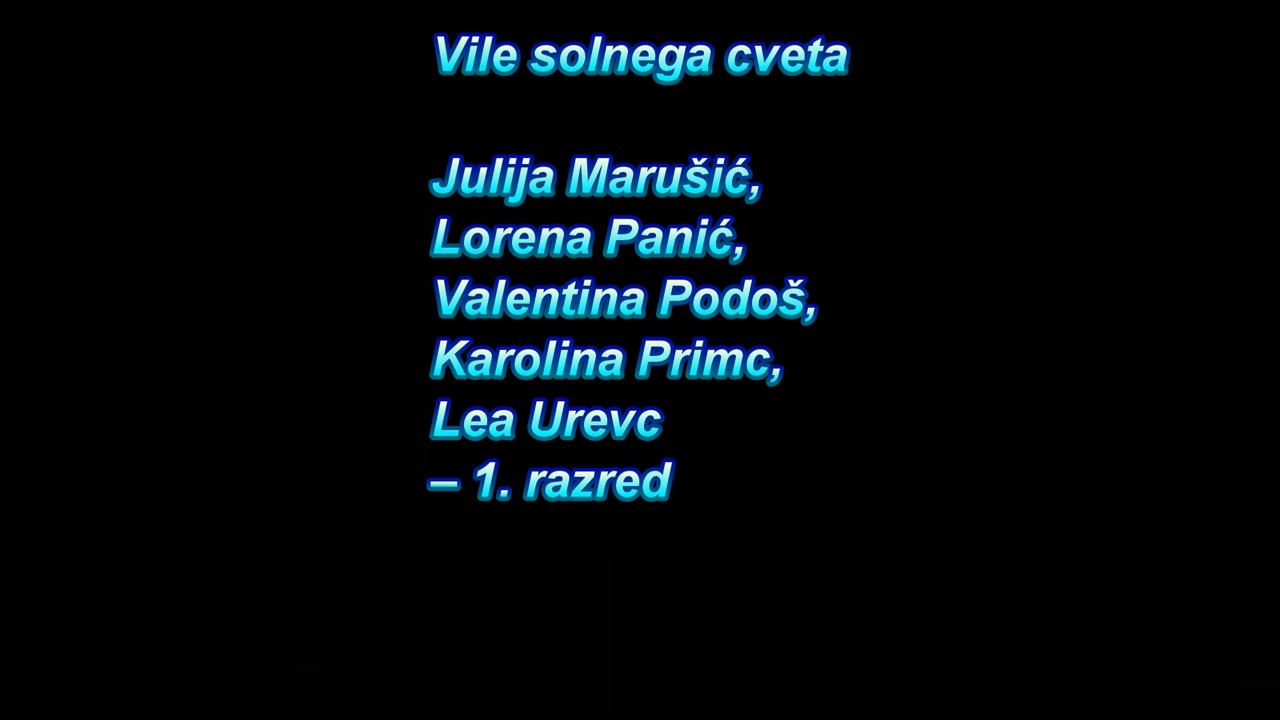 Vile solnega cveta
Julija Marušić,
Lorena Panić,
Valentina Podoš,
Karolina Primc,
Lea Urevc
– 1. razred